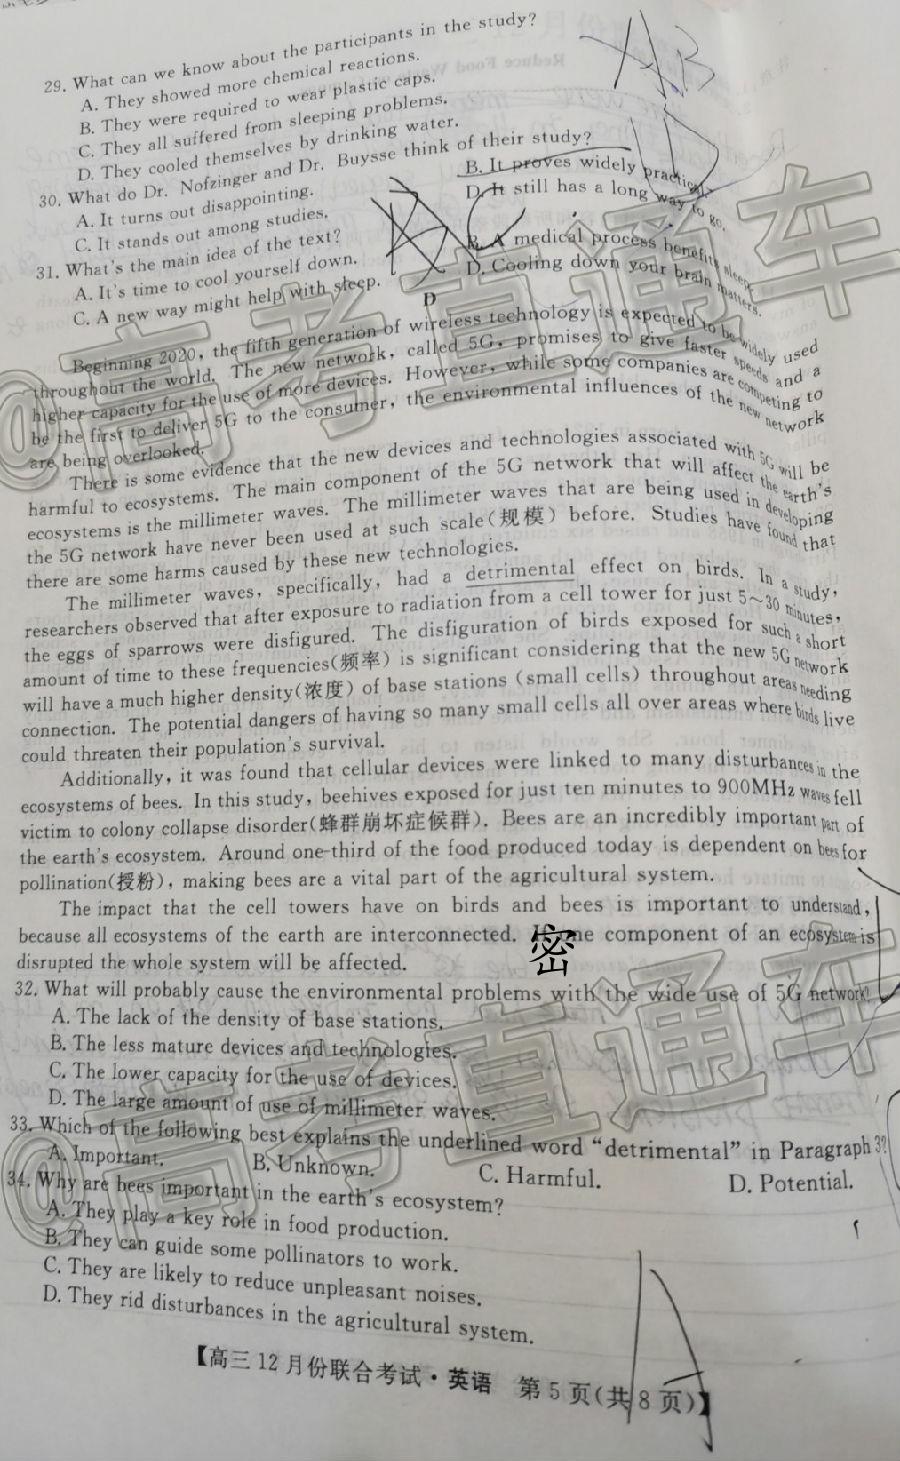 29. What can we know about the participants in the study?
A. They showed more chemical reactions.
B. They were required to wear plastic caps.
C. They all suffered from sleeping problems.
D. They cooled themselves by drinking water.
30. What do Dr. Nofzinger and Dr. Buysse think of their study?
A. It turns out disappointing. B. It proves widely practical.
C. It stands out among studies. D. It still has a long way to go.
31. What's the main idea of the text?
A. It's time to cool yourself down. B. A medical process benefits sleep.
C. A new way might help with sleep. D. Cooling down your brain matters.
D
Beginning 2020, the fifth generation of wireless technology is expected to be widely used
throughout the world. The new network, called 5G, promises to give faster speeds and a
higher capacity for the use of more devices. However, while some companies are competing to
be the first to deliver 5G to the consumer, the environmental influences of the new network
are being overlooked.
There is some evidence that the new devices and technologies associated with 5G will be
harmful to ecosystems. The main component of the 5G network that will affect the earth's
ecosystems is the millimeter waves. The millimeter waves that are being used in developing
the 5G network have never been used at such scale(规模) before. Studies have found that
there are some harms caused by these new technologies.
The millimeter waves, specifically, had a detrimental effect on birds. In a study,
researchers observed that after exposure to radiation from a cell tower for just 5~30 minutes,
the eggs of sparrows were disfigured. The disfiguration of birds exposed for such a short
amount of time to these frequencies(频率) is significant considering that the new 5G network
will have a much higher density(浓度) of base stations (small cells) throughout areas needing
connection. The potential dangers of having so many small cells all over areas where birds live
could threaten their population's survival.
Additionally, it was found that cellular devices were linked to many disturbances in the
ecosystems of bees. In this study, beehives exposed for just ten minutes to 900MHz waves fell
victim to colony collapse disorder(蜂群崩坏症候群). Bees are an incredibly important part of
the earth's ecosystem. Around one-third of the food produced today is dependent on bees for
pollination(授粉), making bees are a vital part of the agricultural system.
The impact that the cell towers have on birds and bees is important to understand,
because all ecosystems of the earth are interconnected. 密 one component of an ecosystem is
disrupted the whole system will be affected.
32. What will probably cause the environmental problems with the wide use of 5G network?
A. The lack of the density of base stations.
B. The less mature devices and technologies.
C. The lower capacity for the use of devices.
D. The large amount of use of millimeter waves.
33. Which of the following best explains the underlined word "detrimental" in Paragraph 3?
A. Important. B. Unknown. C. Harmful. D. Potential.
34. Why are bees important in the earth's ecosystem?
A. They play a key role in food production.
B. They can guide some pollinators to work.
C. They are likely to reduce unpleasant noises.
D. They rid disturbances in the agricultural system.
【高三12月份联合考试·英语 第5页(共8页)】
@高考直通车
@高考直通车